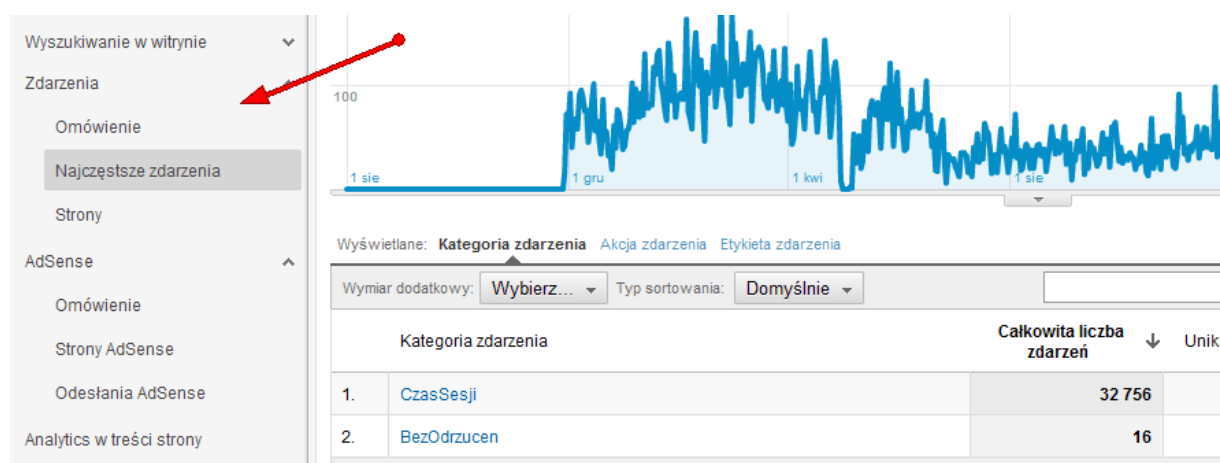 Wyszukiwanie w witrynie
Zdarzenia
Omówienie
Najczęstsze zdarzenia
Strony
AdSense
Omówienie
Strony AdSense
Odesłania AdSense
Analytics w treści strony
100
1 sie 1 gru 1 kwi 1 sie
Wyświetlane: Kategoria zdarzenia Akcja zdarzenia Etykieta zdarzenia
Wymiar dodatkowy: Wybierz... Typ sortowania: Domyślnie
Kategoria zdarzenia Całkowita liczba Unik
zdarzeń
1. CzasSesji 32 756
2. BezOdrzucen 16